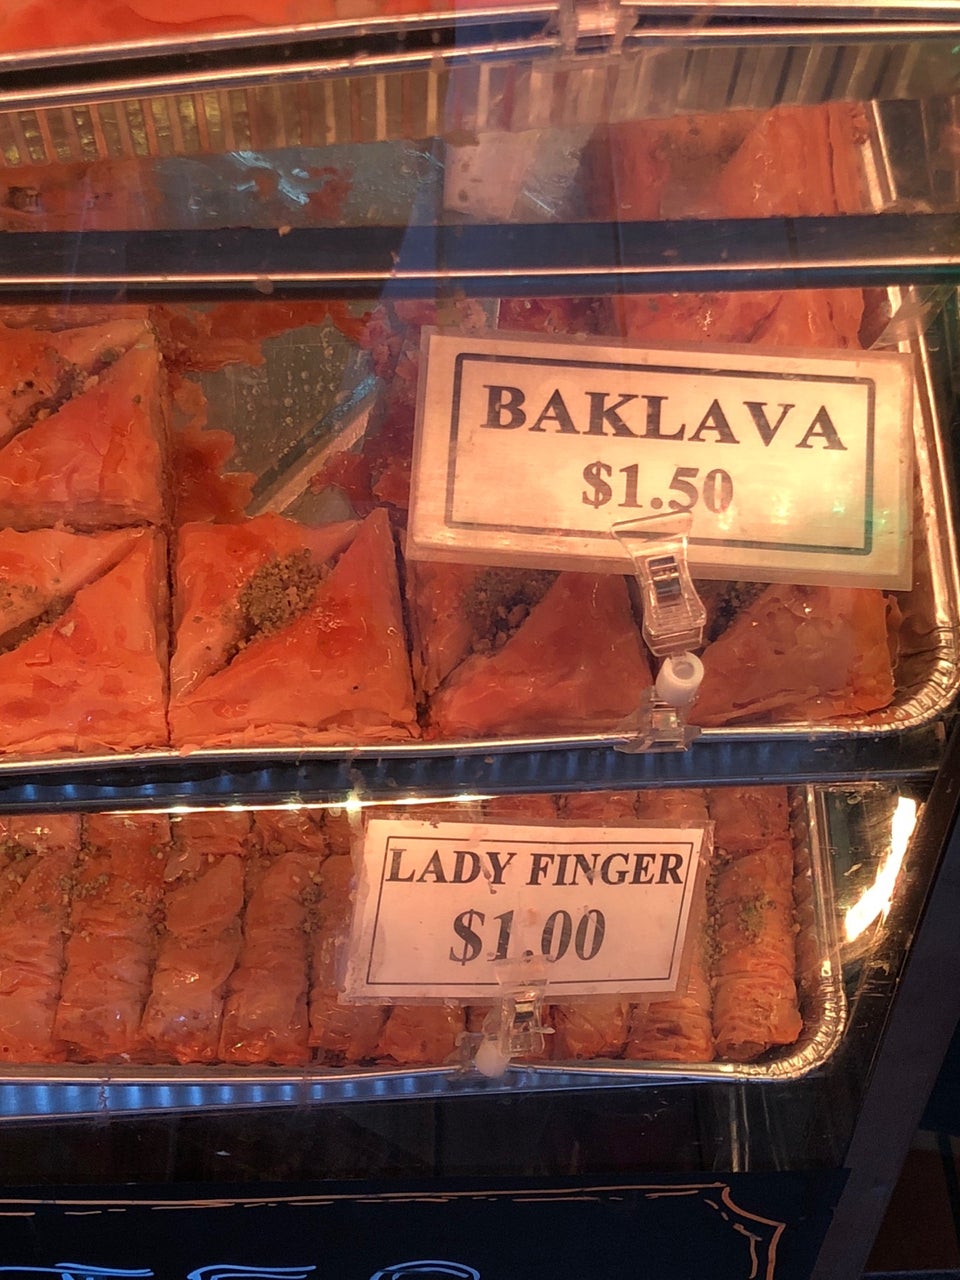 BAKLAVA
$1.50
LADY FINGER
$1.00